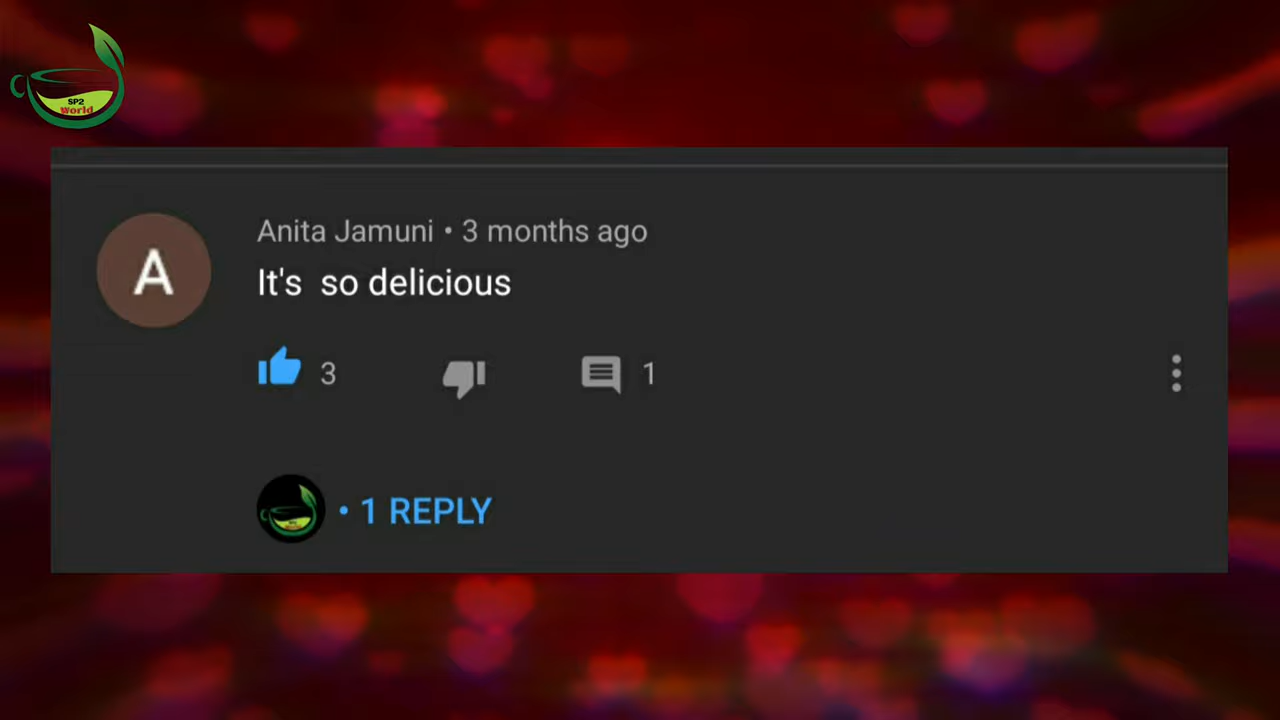 SP2
World
Anita Jamuni • 3 months ago
It's  so delicious
3
1
A
• 1 REPLY